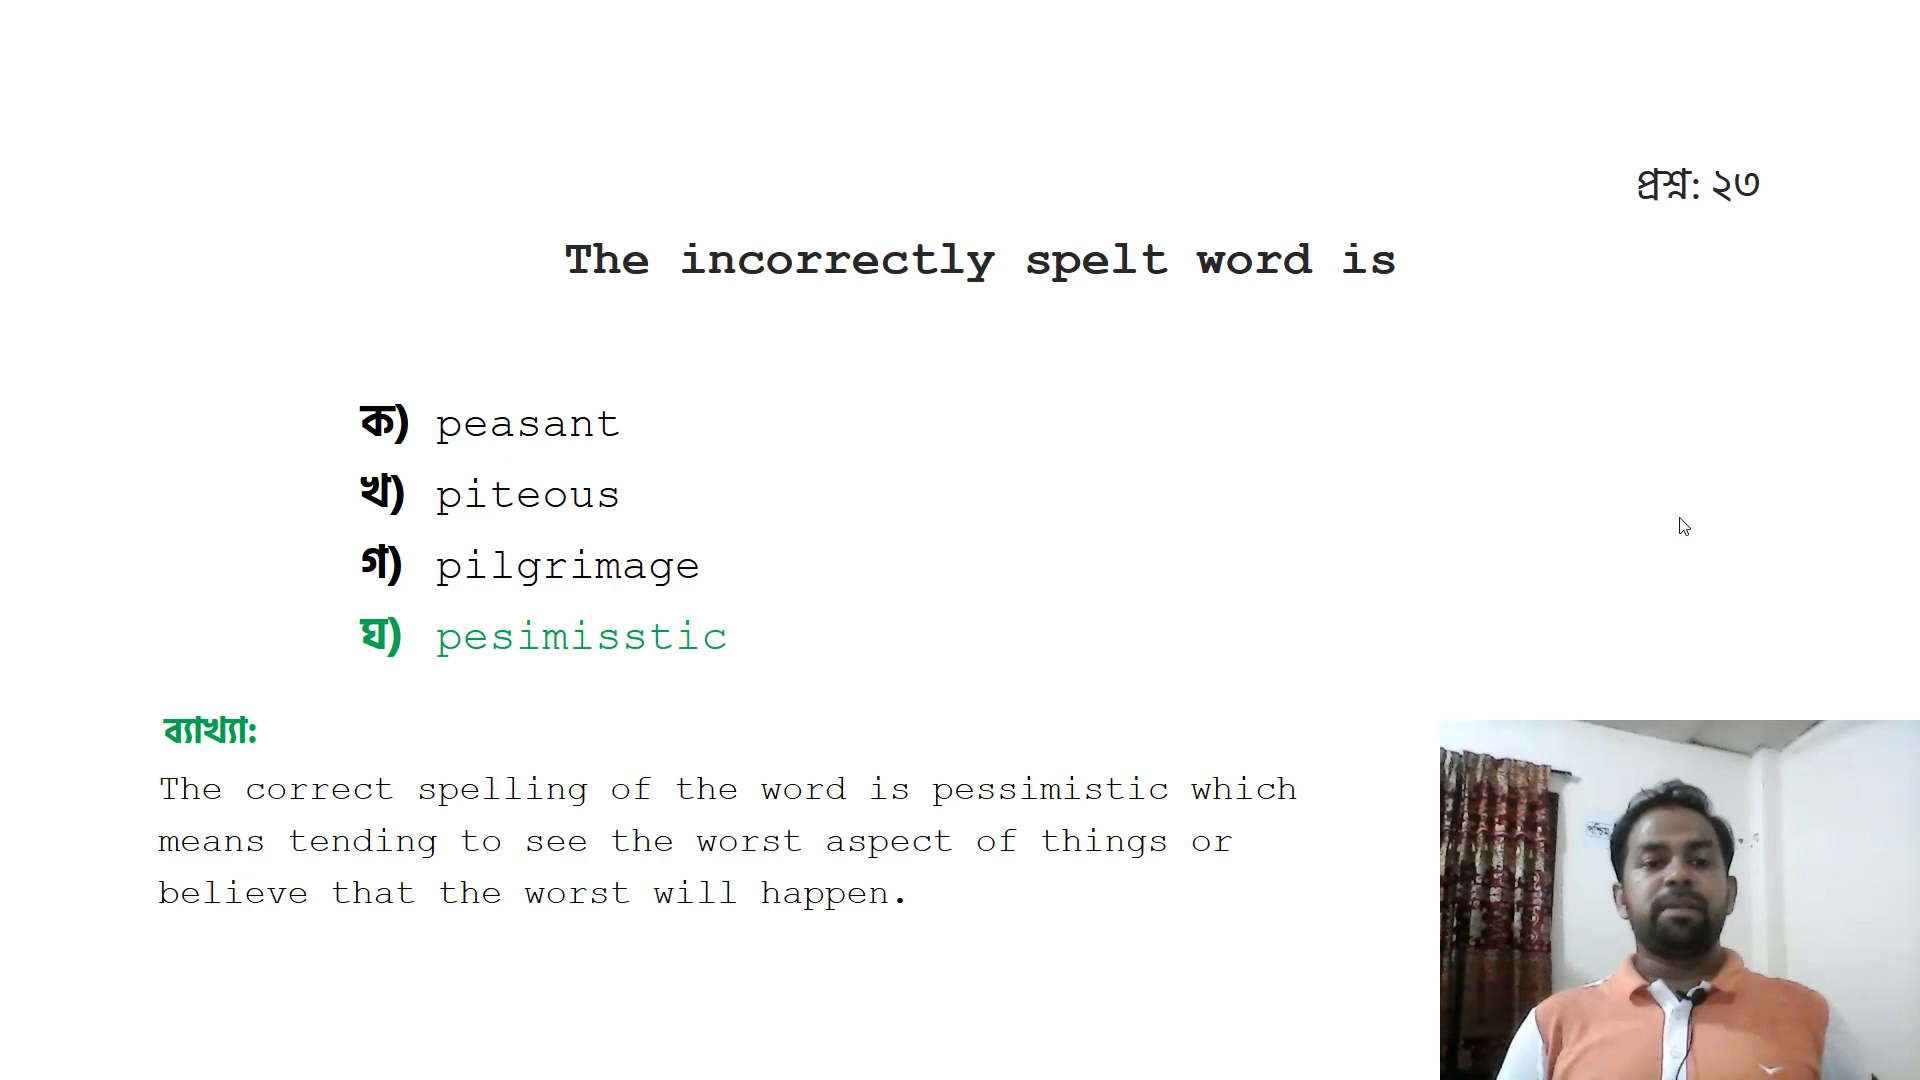 প্রশ্ন: ২৩
The incorrectly spelt word is
ক) peasant
খ) piteous
গ) pilgrimage
ঘ) pesimisstic
ব্যাখ্যা:
The correct spelling of the word is pessimistic which
means tending to see the worst aspect of things or
believe that the worst will happen.